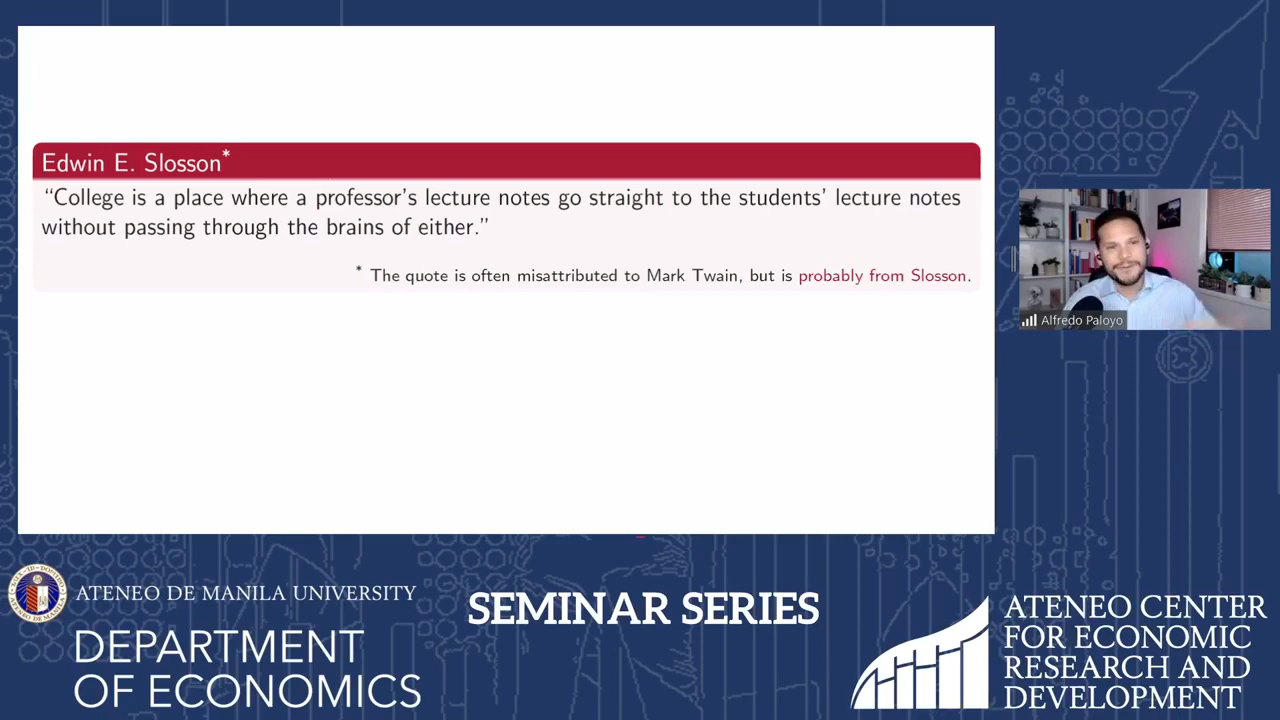 Edwin E. Slosson*
“College is a place where a professor’s lecture notes go straight to the students’ lecture notes
without passing through the brains of either.”
* The quote is often misattributed to Mark Twain, but is probably from Slosson.
Alfredo Paloyo
ATENEO DE MANILA UNIVERSITY
DEPARTMENT
OF ECONOMICS
SEMINAR SERIES
ATENEO CENTER
FOR ECONOMIC
RESEARCH AND
DEVELOPMENT